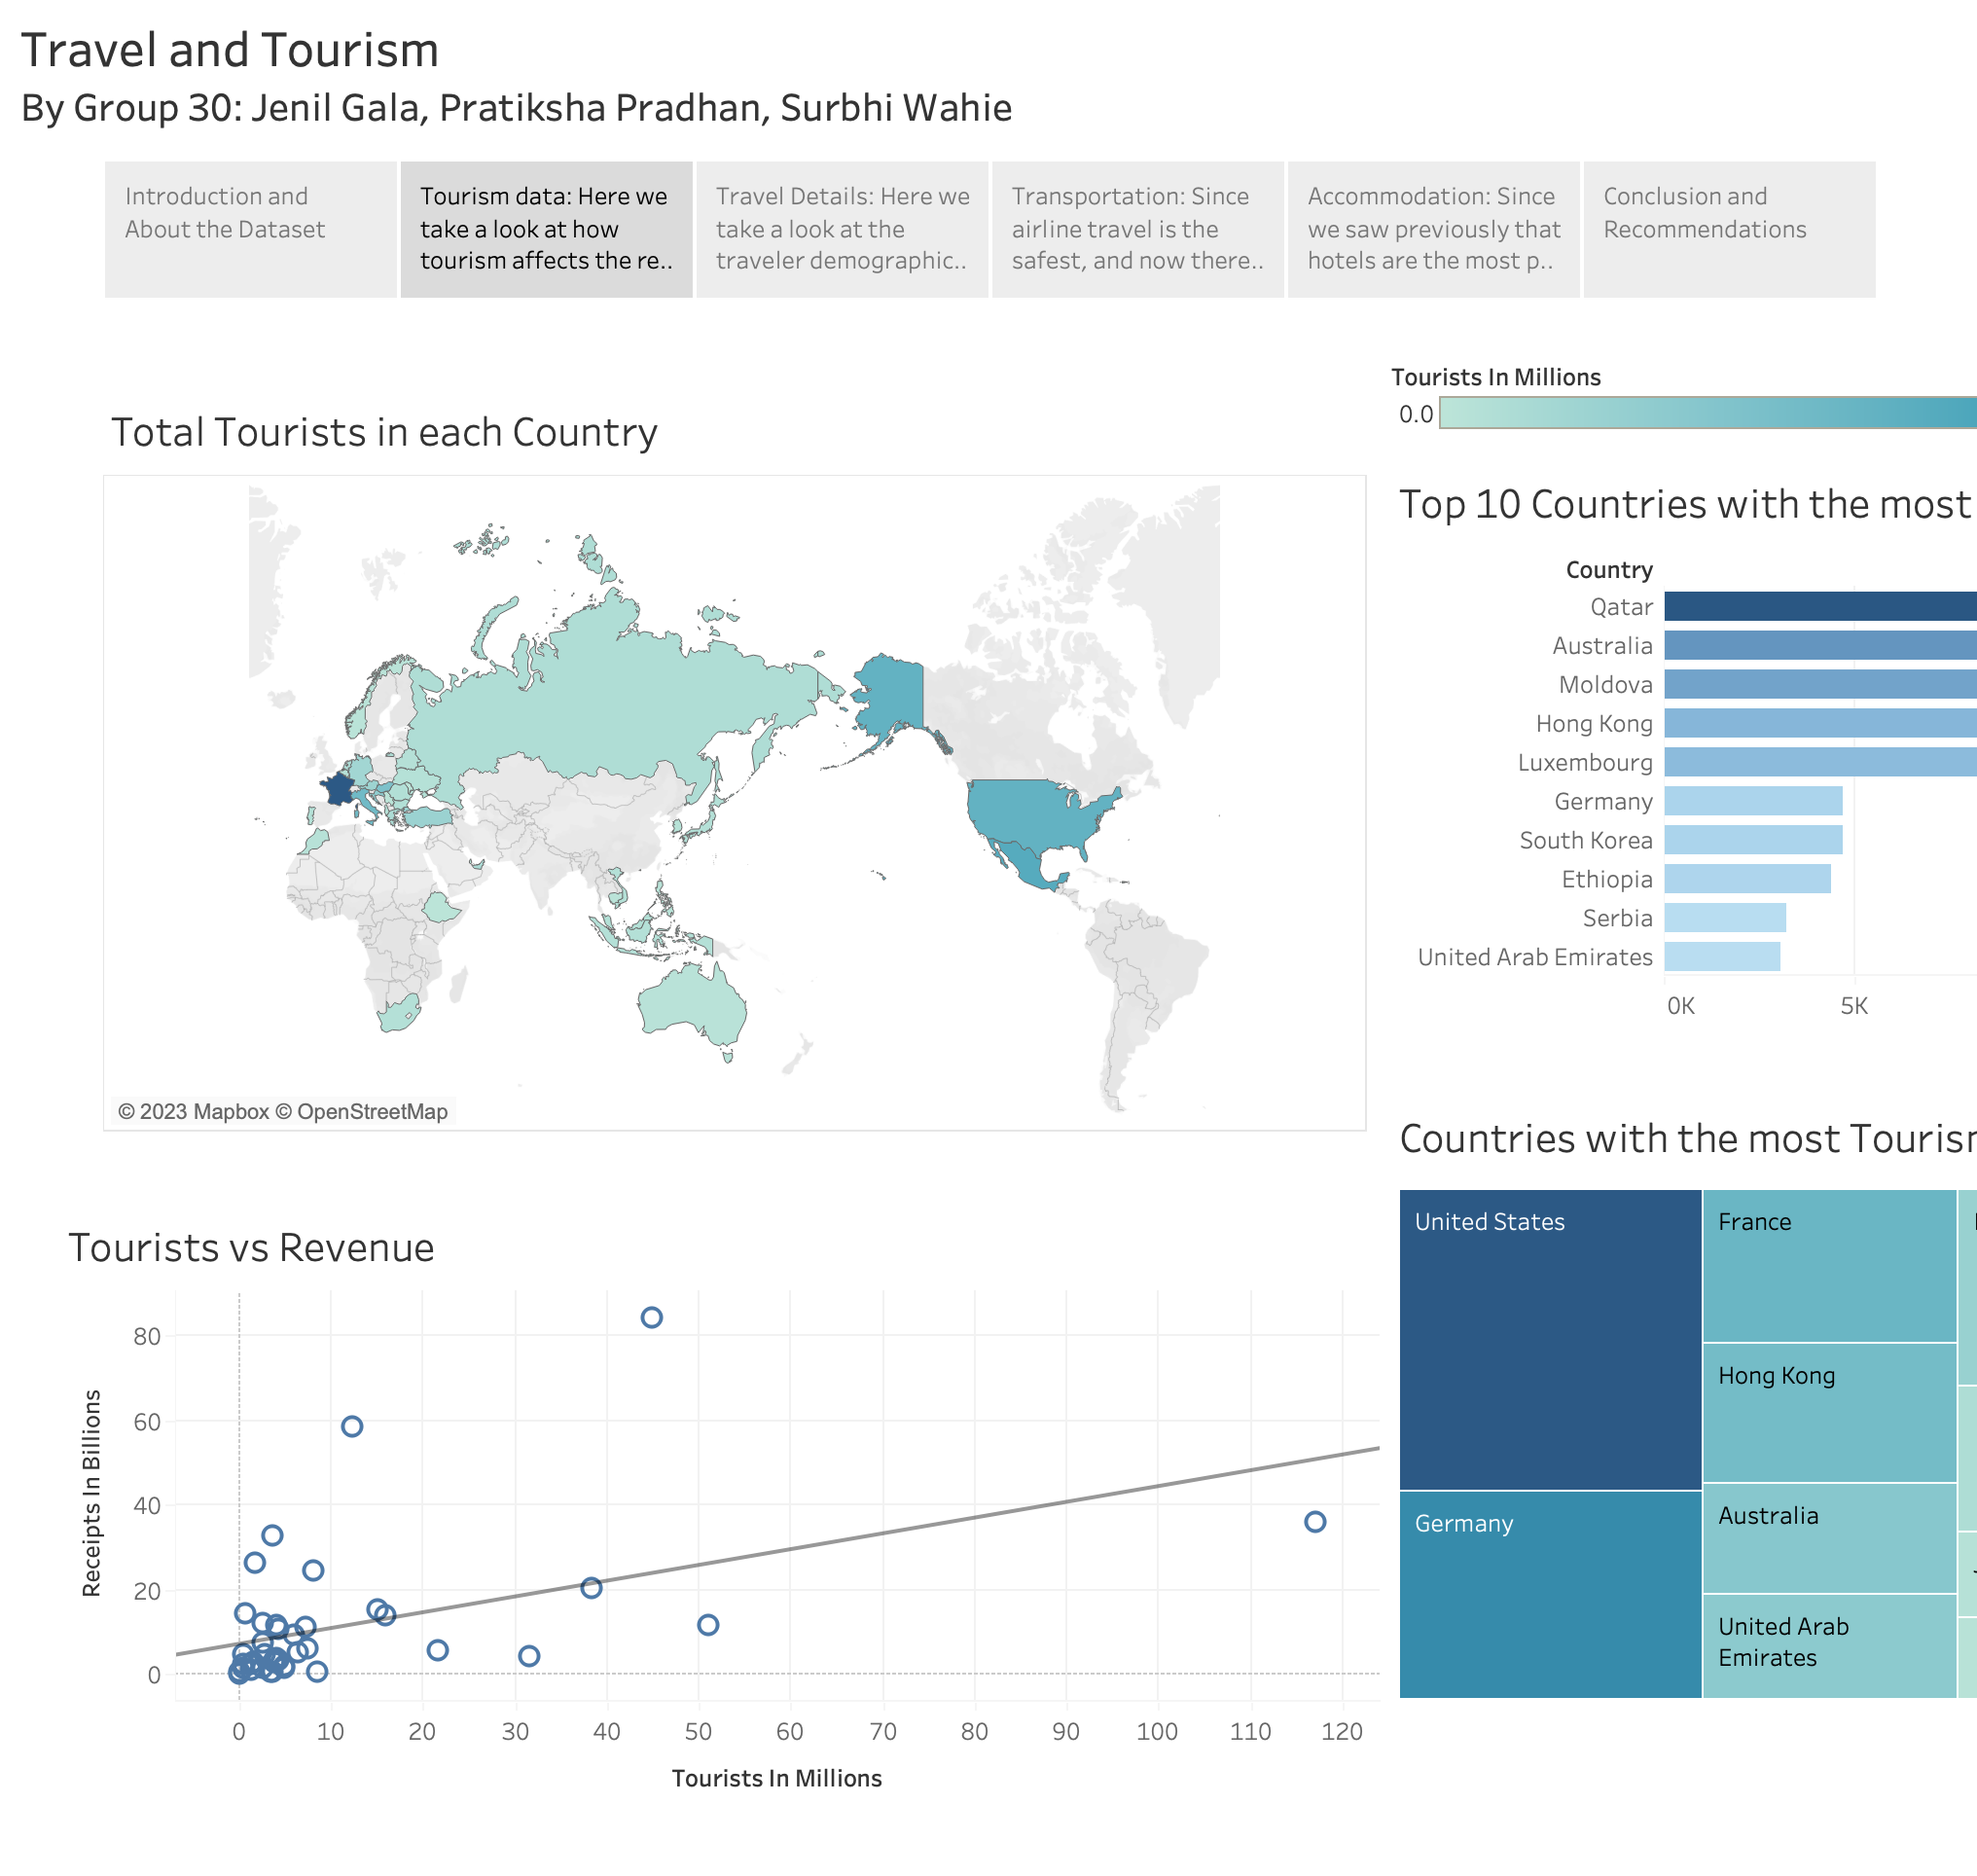 Travel and Tourism
By Group 30: Jenil Gala, Pratiksha Pradhan, Surbhi Wahie
Introduction and
About the Dataset
Tourism data: Here we
take a look at how
tourism affects the re..
Travel Details: Here we
take a look at the
traveler demographic..
Transportation: Since
airline travel is the
safest, and now there..
Accommodation: Since
we saw previously that
hotels are the most p..
Conclusion and
Recommendations
Tourists In Millions
0.0
Total Tourists in each Country
© 2023 Mapbox © OpenStreetMap
Top 10 Countries with the most
Country
Qatar
Australia
Moldova
Hong Kong
Luxembourg
Germany
South Korea
Ethiopia
Serbia
United Arab Emirates
0K 5K
Tourists vs Revenue
Receipts In Billions
80
60
40
20
0
0 10 20 30 40 50 60 70 80 90 100 110 120
Tourists In Millions
Countries with the most
United States
Germany
France
Hong Kong
Australia
United Arab
Emirates